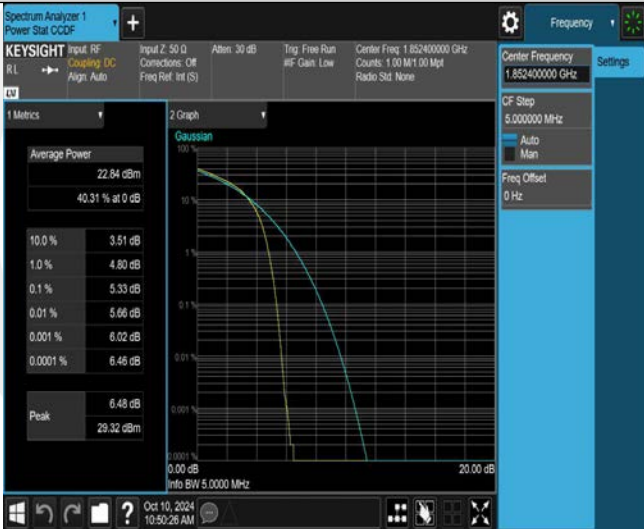 Spectrum Analyzer 1
Power Stat CCDF
Frequency
KEYSIGHT
Input: RF
Coupling: DC
Align: Auto
Input Z: 50 Ω
Corrections: Off
Freq Ref: Int (S)
Atten: 30 dB
Trig: Free Run
#IF Gain: Low
Center Freq: 1.852400000 GHz
Counts: 1.00 M/1.00 Mpt
Radio Std: None
RL
Center Frequency
1.852400000 GHz
Settings
CF Step
5.000000 MHz
Auto
Man
Freq Offset
0 Hz
1 Metrics
Average Power
22.84 dBm
40.31 % at 0 dB
10.0 % 3.51 dB
1.0 % 4.80 dB
0.1 % 5.33 dB
0.01 % 5.66 dB
0.001 % 6.02 dB
0.0001 % 6.46 dB
Peak
6.48 dB
29.32 dBm
2 Graph
Gaussian
100 %
10 %
1 %
0.1 %
0.01 %
0.001 %
0.0001 %
0.00 dB
20.00 dB
Info BW 5.0000 MHz
Oct 10, 2024
10:50:26 AM